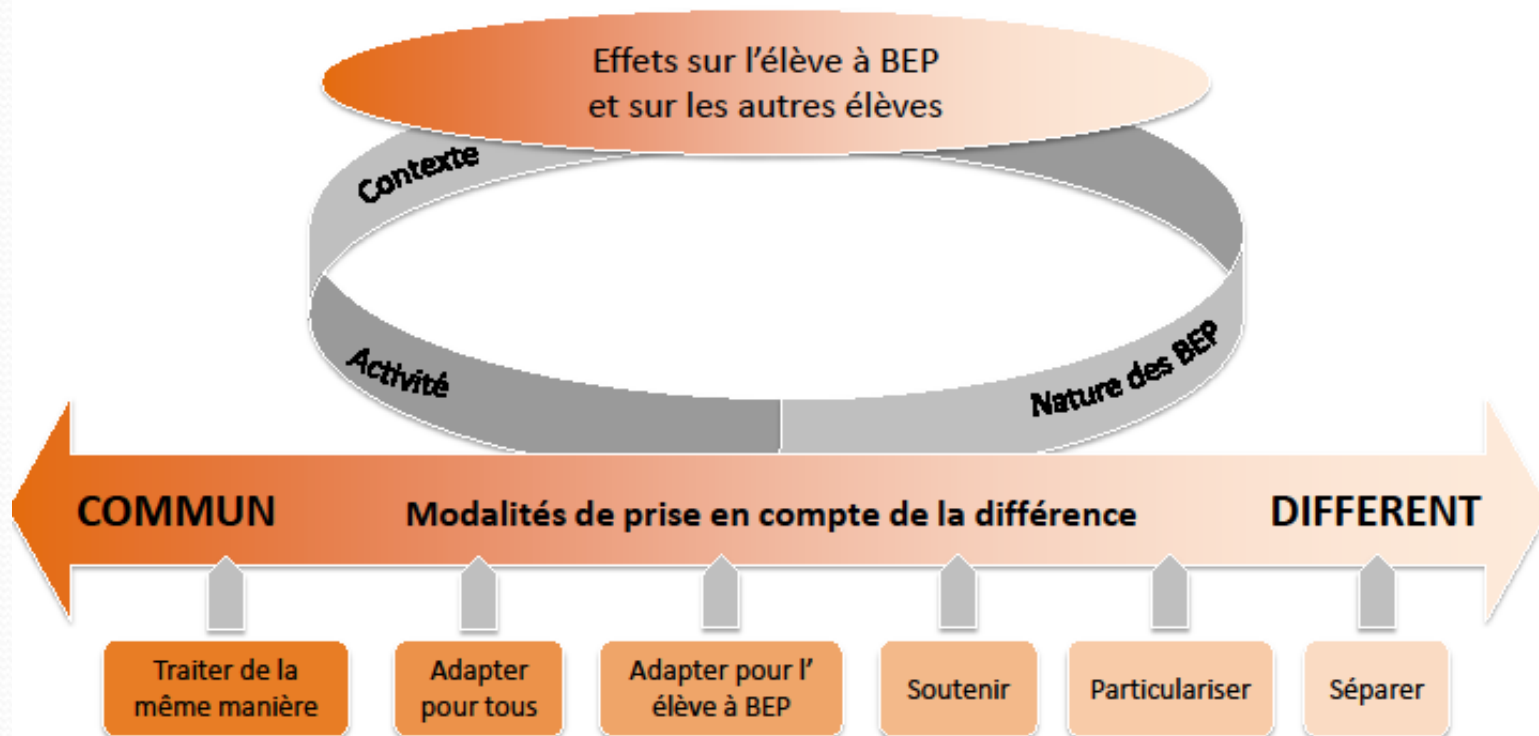 Effets sur l'élève à BEP
et sur les autres élèves
Contexte
Activité
Nature des BEP
COMMUN
Modalités de prise en compte de la différence
DIFFERENT
Traiter de la
même manière
Adapter
pour tous
Adapter pour l'
élève à BEP
Soutenir
Particulariser
Séparer